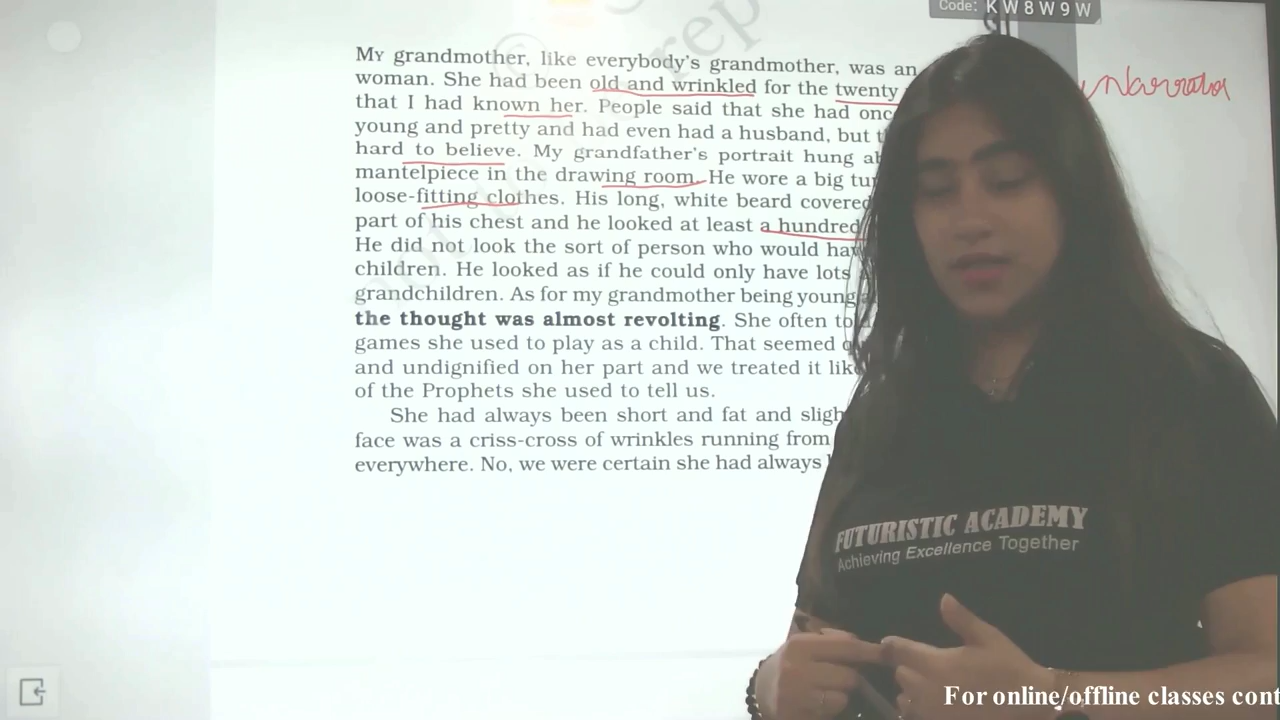 Code: KW8W9W
My grandmother, like everybody's grandmother, was an
woman. She had been old and wrinkled for the twenty
that I had known her. People said that she had onc
young and pretty and had even had a husband, but t
hard to believe. My grandfather's portrait hung ab
mantelpiece in the drawing room. He wore a big tur
loose-fitting clothes. His long, white beard covered
part of his chest and he looked at least a hundred
He did not look the sort of person who would hav
children. He looked as if he could only have lots
grandchildren. As for my grandmother being young
the thought was almost revolting. She often tol
games she used to play as a child. That seemed
and undignified on her part and we treated it like
of the Prophets she used to tell us.
She had always been short and fat and sligh
face was a criss-cross of wrinkles running from
everywhere. No, we were certain she had always
FUTURISTIC ACADEMY
Achieving Excellence Together
For online/offline classes cont